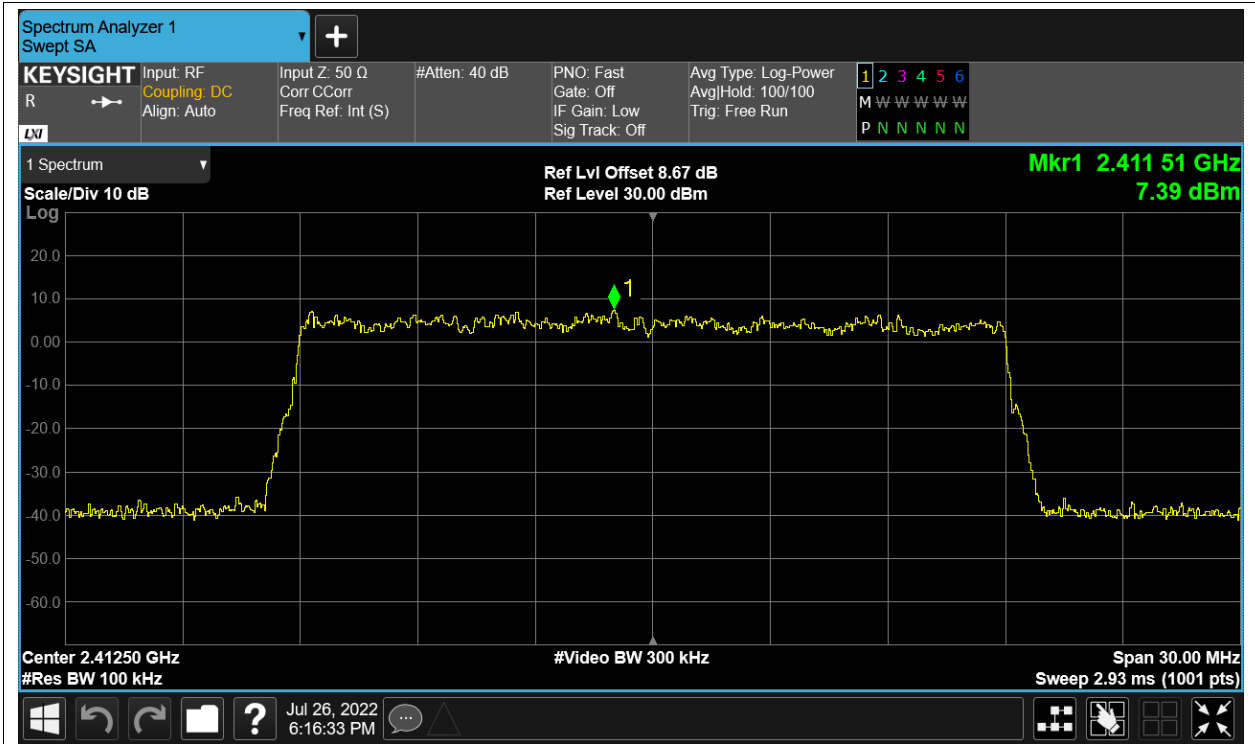 Spectrum Analyzer 1
Swept SA
KEYSIGHT
R
LXI
Input: RF
Coupling: DC
Align: Auto
Input Z: 50 Ω
Corr CCorr
Freq Ref: Int (S)
#Atten: 40 dB
PNO: Fast
Gate: Off
IF Gain: Low
Sig Track: Off
Avg Type: Log-Power
Avg|Hold: 100/100
Trig: Free Run
1 2 3 4 5 6
M W W W W W
P N N N N N
1 Spectrum
Scale/Div 10 dB
Log
Ref Lvl Offset 8.67 dB
Ref Level 30.00 dBm
Mkr1 2.411 51 GHz
7.39 dBm
20.0
10.0
0.00
-10.0
-20.0
-30.0
-40.0
-50.0
-60.0
1
Center 2.41250 GHz
#Res BW 100 kHz
#Video BW 300 kHz
Span 30.00 MHz
Sweep 2.93 ms (1001 pts)
?
Jul 26, 2022
6:16:33 PM